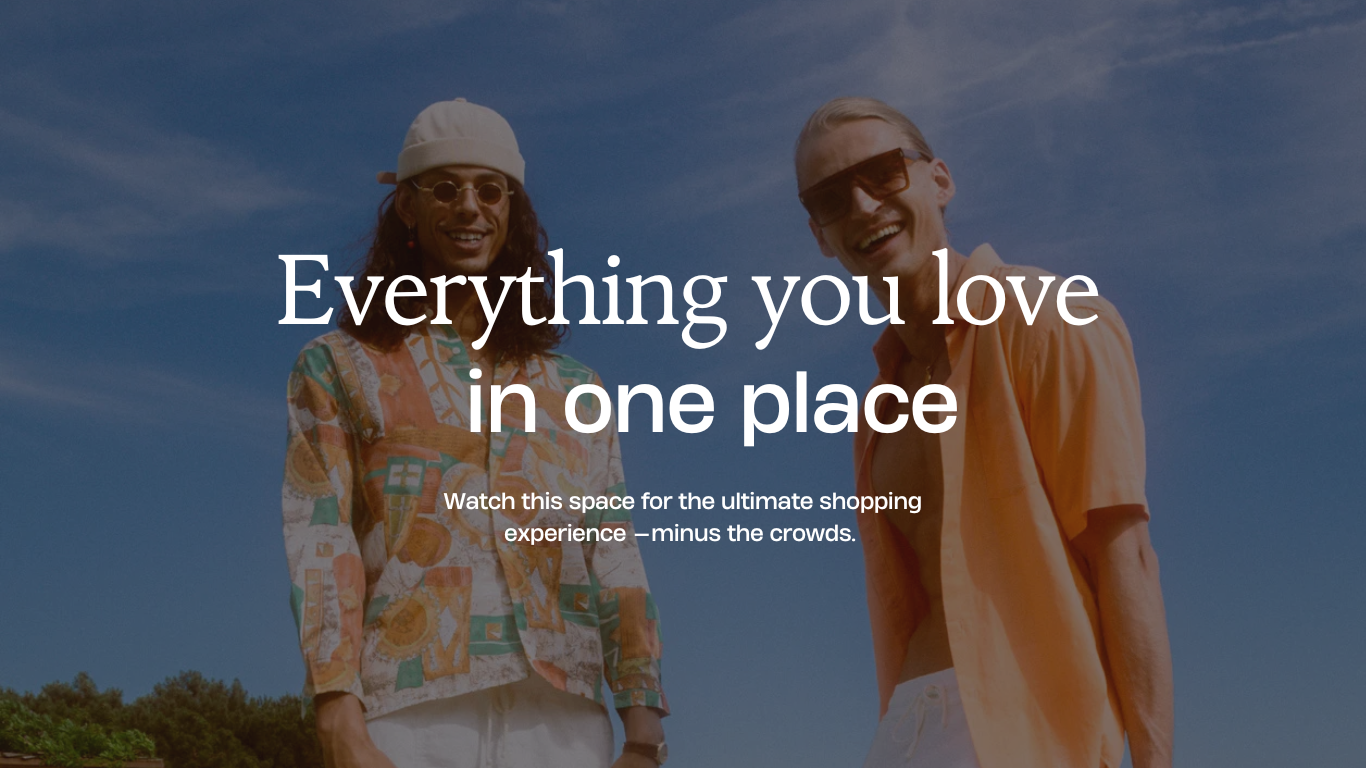 Everything you love
in one place
Watch this space for the ultimate shopping
experience –minus the crowds.